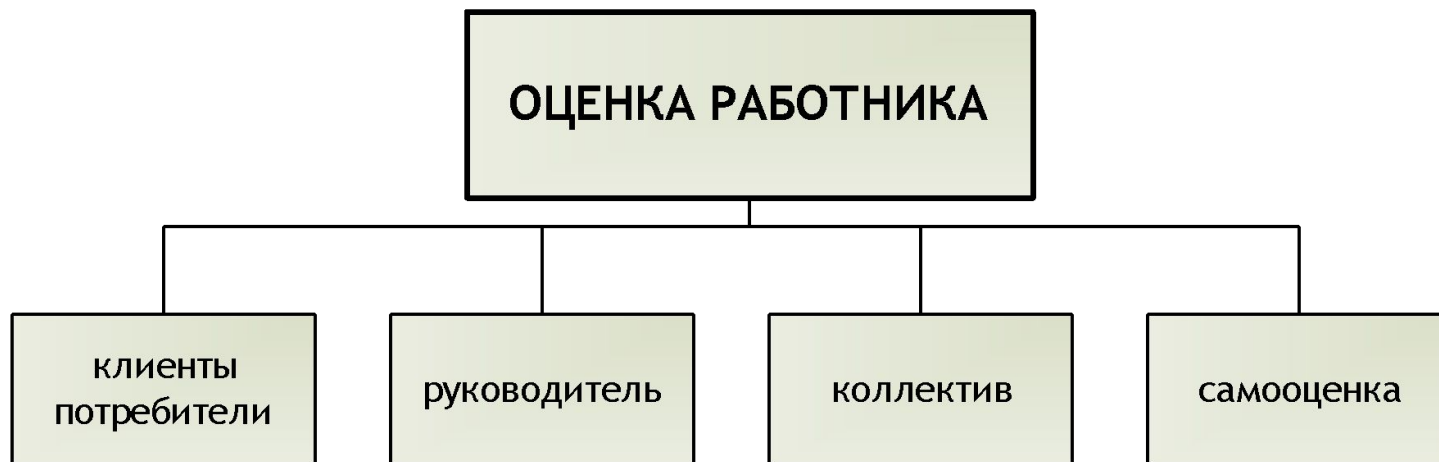 ОЦЕНКА РАБОТНИКА
клиенты
потребители
руководитель
коллектив
самооценка